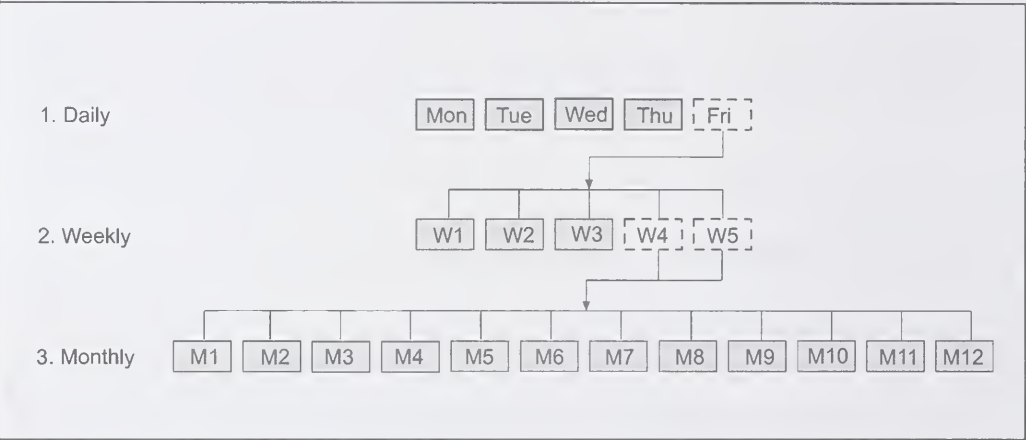 1. Daily Mon Tue Wed Thu Fri
2. Weekly W1 W2 W3 W4 W5
3. Monthly M1 M2 M3 M4 M5 M6 M7 M8 M9 M10 M11 M12